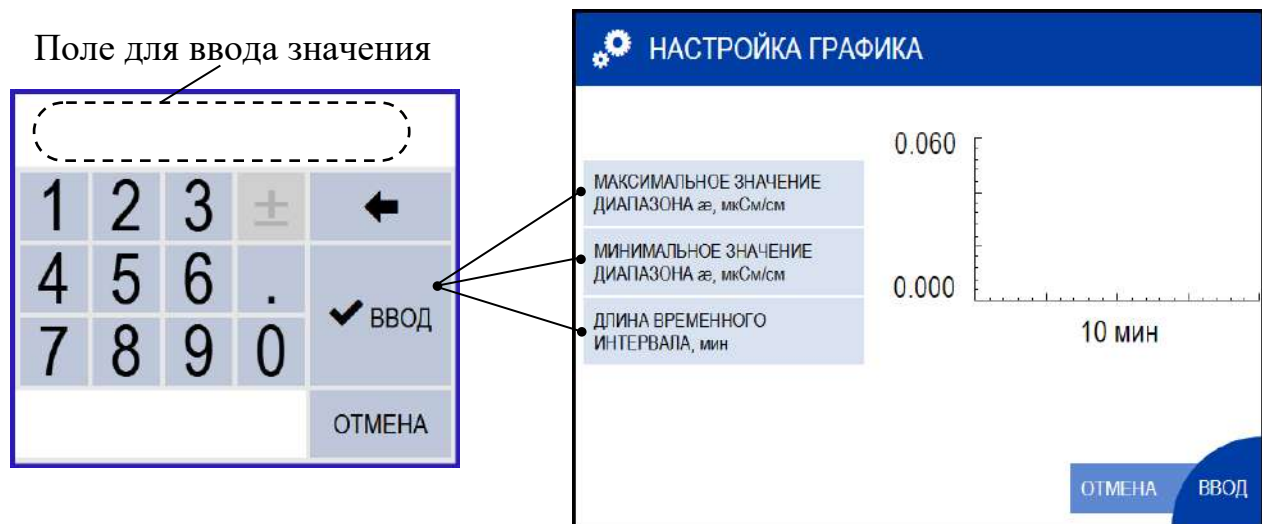 Поле для ввода значения
1 2 3 ±
4 5 6 .
✔ ВВОД
7 8 9 0
ОТМЕНА
НАСТРОЙКА ГРАФИКА
МАКСИМАЛЬНОЕ ЗНАЧЕНИЕ
ДИАПАЗОНА æ, мкСм/см
МИНИМАЛЬНОЕ ЗНАЧЕНИЕ
ДИАПАЗОНА æ, мкСм/см
ДЛИНА ВРЕМЕННОГО
ИНТЕРВАЛА, мин
0.060
0.000
10 мин
ОТМЕНА
ВВОД